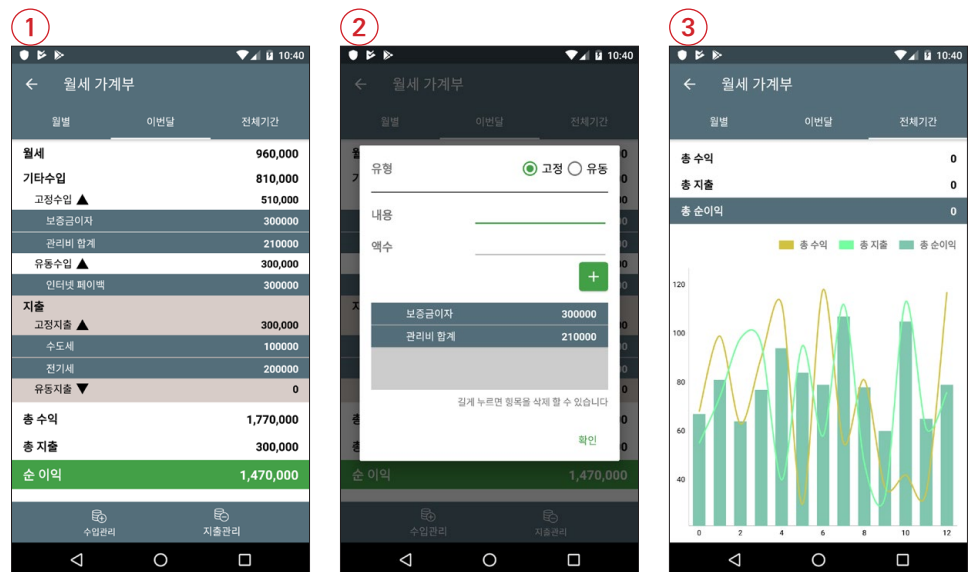 1
10:40
월세 가계부
월별 이번달 전체기간
월세 960,000
기타수입 810,000
고정수입 ▲ 510,000
보증금이자 300000
관리비 합계 210000
유동수입 ▲ 300,000
인터넷 페이백 300000
지출
고정지출 ▲ 300,000
수도세 100000
전기세 200000
유동지출 ▼ 0
총 수익 1,770,000
총 지출 300,000
순 이익 1,470,000
수입관리 지출관리
2
10:40
월세 가계부
월별 이번달 전체기간
유형 고정 유동
내용
액수
+
보증금이자 300000
관리비 합계 210000
길게 누르면 항목을 삭제 할 수 있습니다
확인
순 이익 1,470,000
수입관리 지출관리
3
10:40
월세 가계부
월별 이번달 전체기간
총 수익 0
총 지출 0
총 순이익 0
총 수익 총 지출 총 순이익
120
100
80
60
40
0 2 4 6 8 10 12